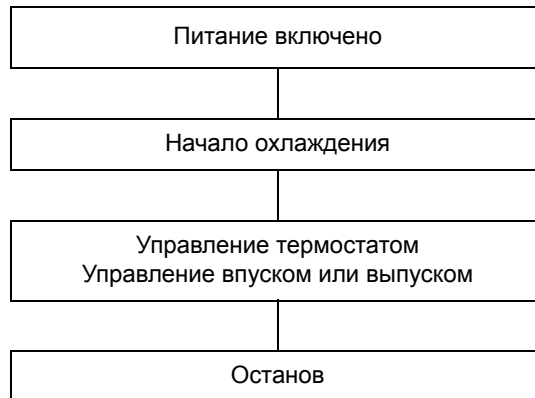 Питание включено
Начало охлаждения
Управление термостатом
Управление впуском или выпуском
Останов